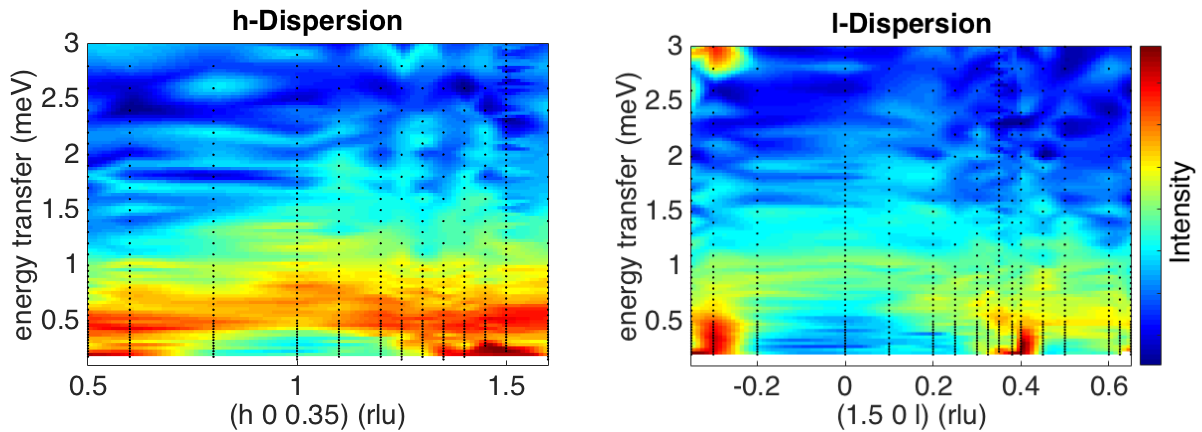 h-Dispersion
3
2.5
2
1.5
1
0.5
energy transfer (meV)
0.5
1
1.5
(h 0 0.35) (rlu)
l-Dispersion
3
2.5
2
1.5
1
0.5
energy transfer (meV)
-0.2
0
0.2
0.4
0.6
(1.5 0 l) (rlu)
Intensity